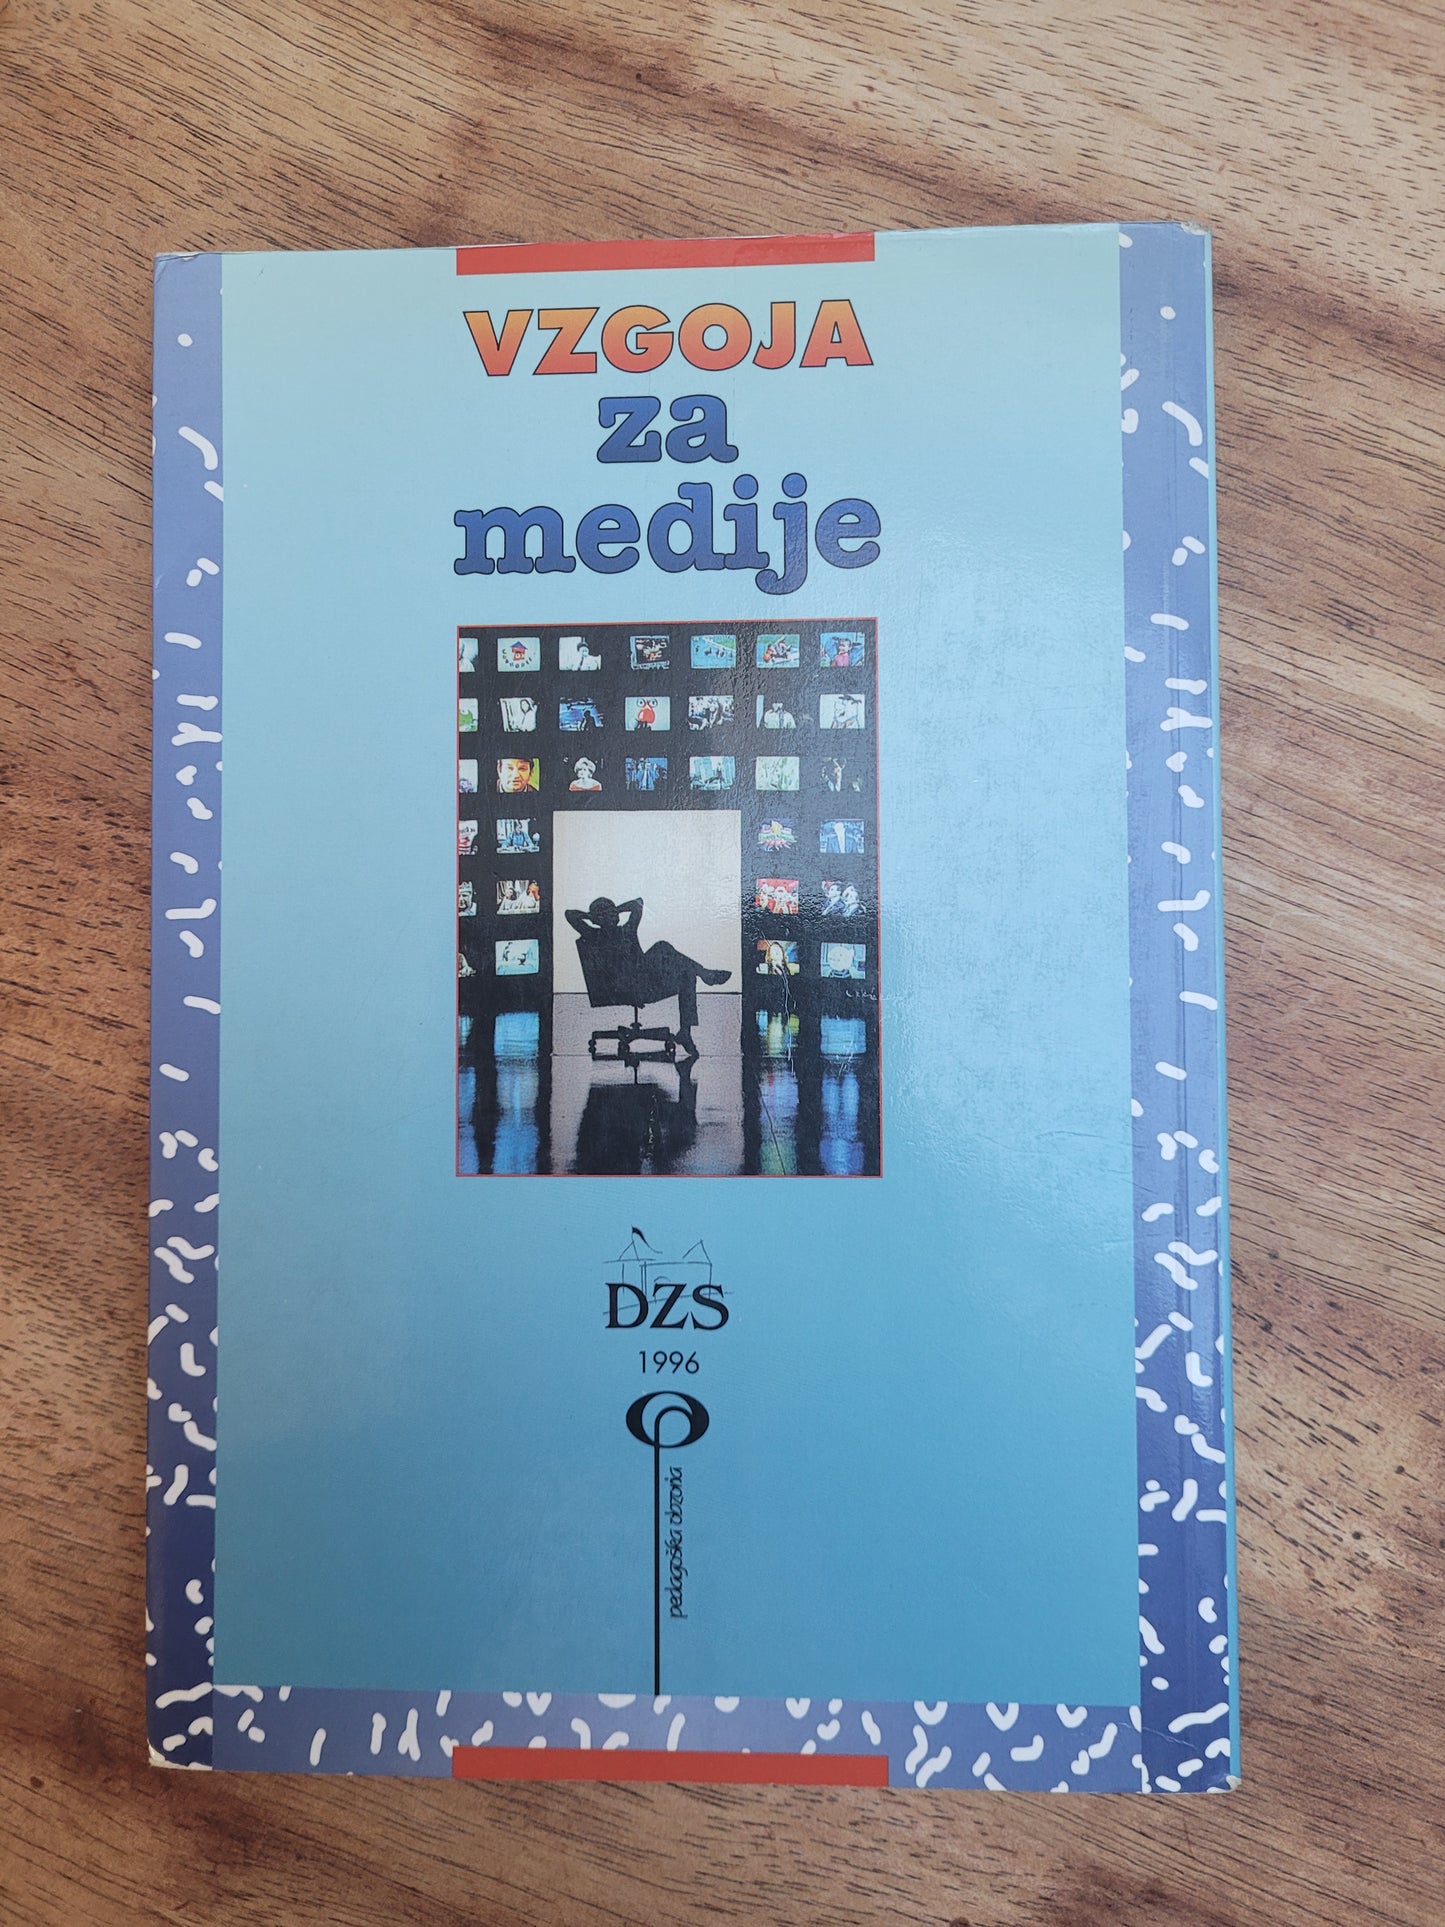 VZGOJA
za
medije
DZS
1996
pedagoška obzorja